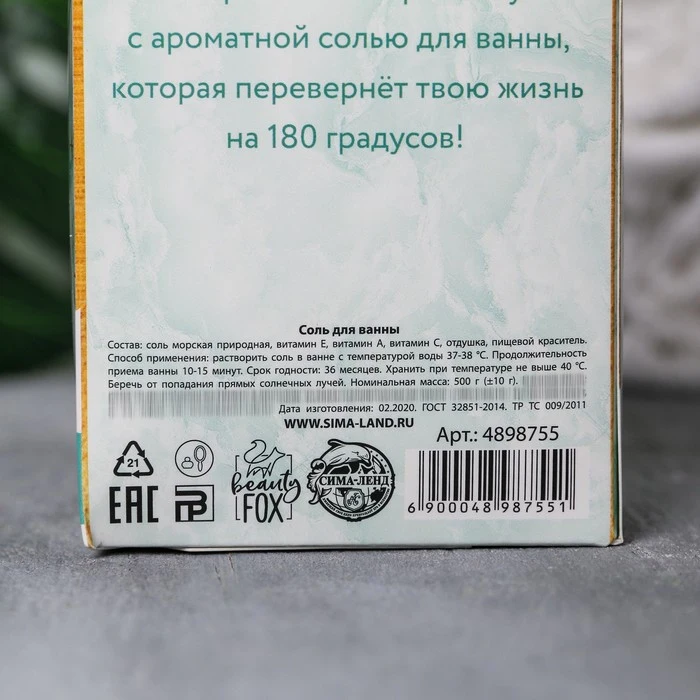 с ароматной солью для ванны,
которая перевернёт твою жизнь
на 180 градусов!
Соль для ванны
Состав: соль морская природная, витамин Е, витамин А, витамин С, отдушка, пищевой краситель.
Способ применения: растворить соль в ванне с температурой воды 37-38 °С. Продолжительность
приема ванны 10-15 минут. Срок годности: 36 месяцев. Хранить при температуре не выше 40 °С.
Беречь от попадания прямых солнечных лучей. Номинальная масса: 500 г (±10 г).
Дата изготовления: 02.2020. ГОСТ 32851-2014. ТР ТС 009/2011
WWW.SIMA-LAND.RU
Арт.: 4898755
21
beauty
FOX
СИМА-ЛЕНД
ЕАС
6 900048 987551